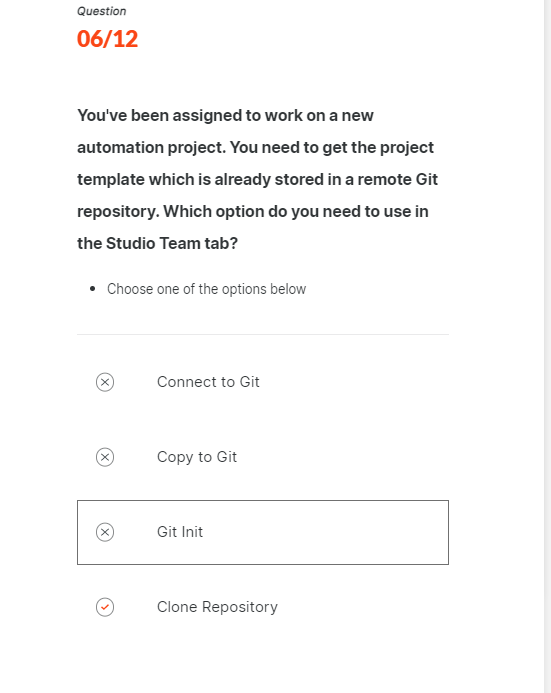 Question
06/12
You've been assigned to work on a new
automation project. You need to get the project
template which is already stored in a remote Git
repository. Which option do you need to use in
the Studio Team tab?
• Choose one of the options below
Connect to Git
Copy to Git
Git Init
Clone Repository